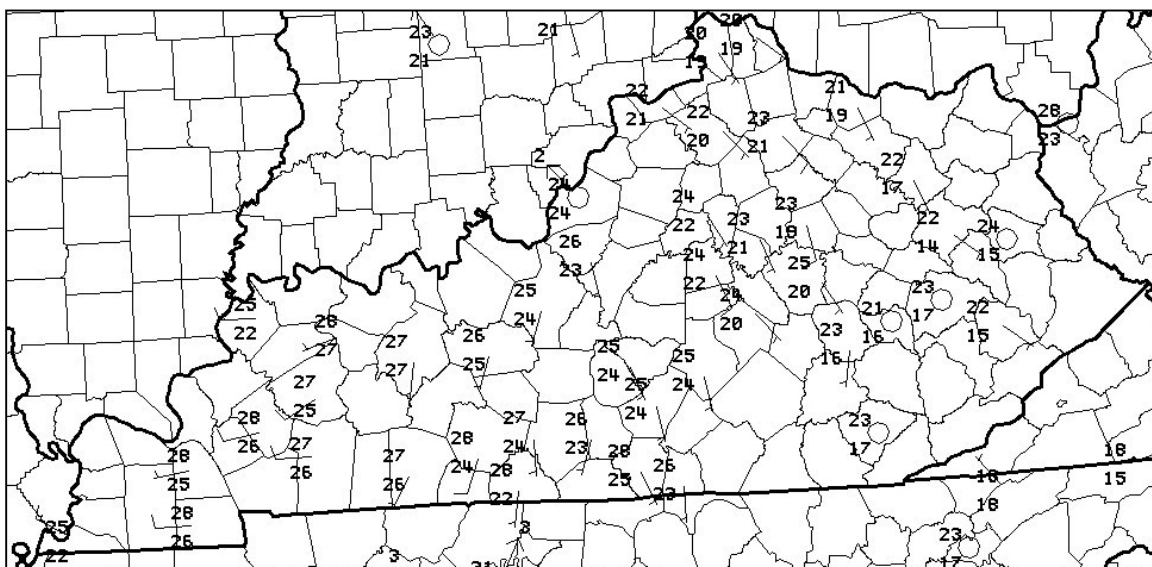 20
23 21 20
21 19 19
22 21
21 22 23 19 28
20 21 23
2 22
24 24 23 17
24 22 23 19 22 24
26 24 21 25 14 15
23 22 24 20 23
25 25 20 21 17 22
22 28 24 23 16 15
27 27 26 25 25 16
27 25 24 24
27 25 25 24
28 27 26 23
26 27 28 24 23 17
28 26 27 24 28 28 26 18 18
25 26 22 25 23 18 15
28
25 26 3 23
22 3 21 17